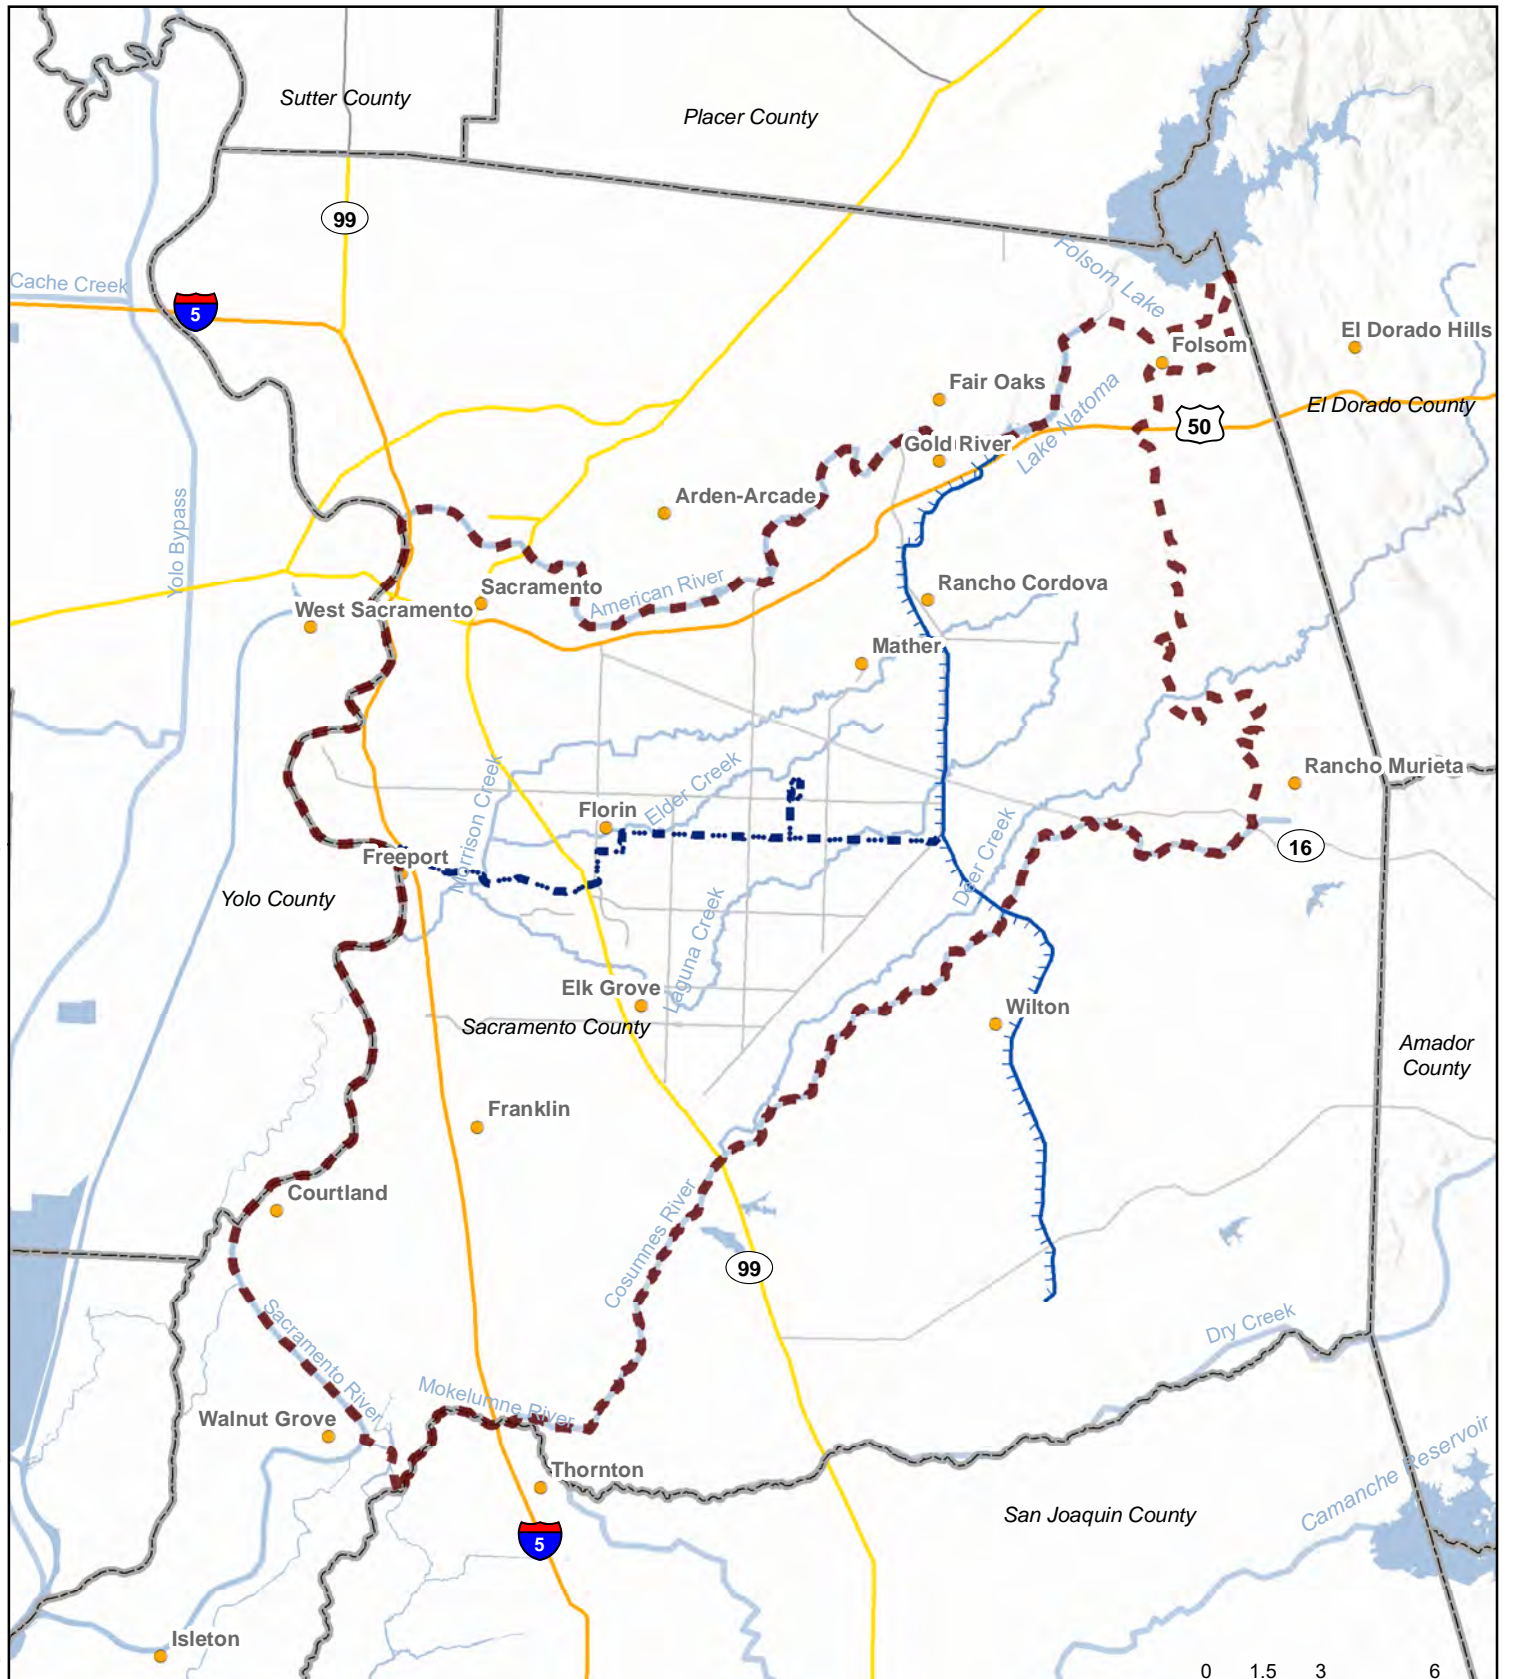 Sutter County
Placer County
99
Cache Creek
5
Folsom Lake
Folsom
El Dorado Hills
Fair Oaks
Lake Natoma
El Dorado County
50
Gold River
Arden-Arcade
Yolo Bypass
Sacramento
American River
West Sacramento
Rancho Cordova
Mather
Rancho Murieta
Morrison Creek
Elder Creek
Florin
Deer Creek
16
Freeport
Yolo County
Laguna Creek
Elk Grove
Wilton
Sacramento County
Amador
County
Franklin
Courtland
Cosumnes River
99
Sacramento River
Dry Creek
Mokelumne River
Walnut Grove
Thornton
Camanche Reservoir
San Joaquin County
5
Isleton
0 1.5 3 6